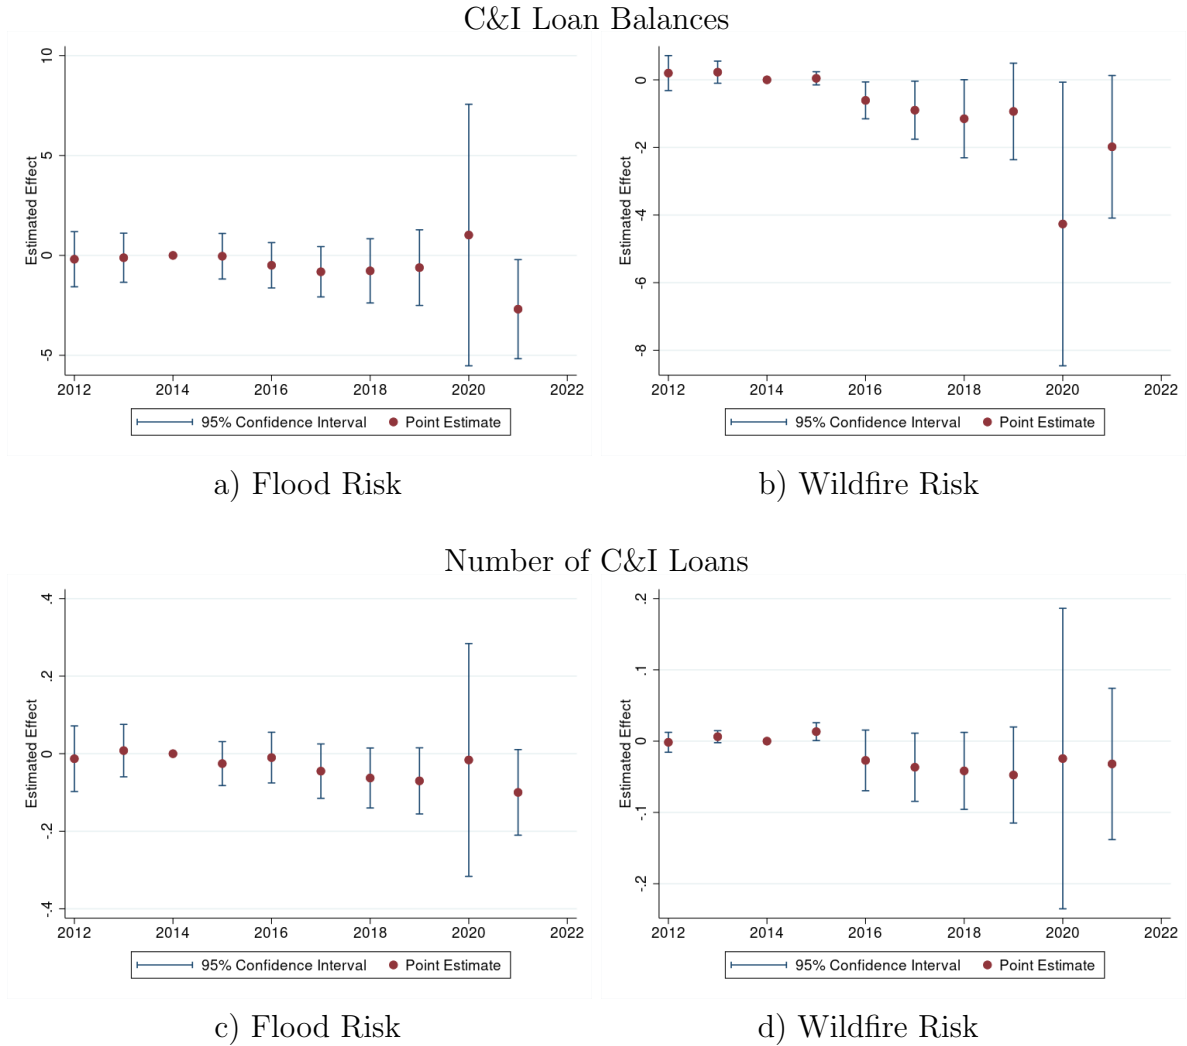 C&I Loan Balances
Estimated Effect
10
5
0
-5
2012 2014 2016 2018 2020 2022
95% Confidence Interval Point Estimate
a) Flood Risk
Estimated Effect
0
-2
-4
-6
-8
2012 2014 2016 2018 2020 2022
95% Confidence Interval Point Estimate
b) Wildfire Risk
Number of C&I Loans
Estimated Effect
.4
.2
0
-.2
-.4
2012 2014 2016 2018 2020 2022
95% Confidence Interval Point Estimate
c) Flood Risk
Estimated Effect
.2
.1
0
-.1
-.2
2012 2014 2016 2018 2020 2022
95% Confidence Interval Point Estimate
d) Wildfire Risk